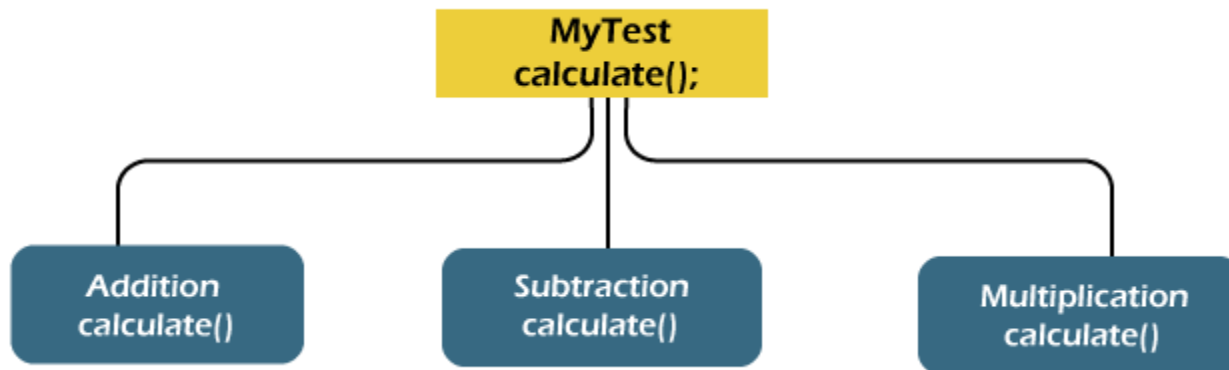 MyTest
calculate();
Addition
calculate()
Subtraction
calculate()
Multiplication
calculate()